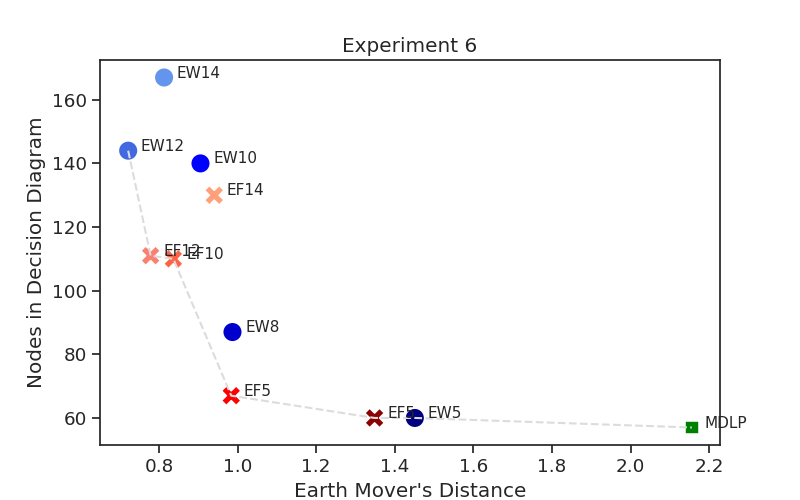 Experiment 6
Nodes in Decision Diagram
160
140
120
100
80
60
EW14
EW12
EW10
EF14
EF12
EF10
EW8
EF5
EF5
EW5
MDLP
0.8 1.0 1.2 1.4 1.6 1.8 2.0 2.2
Earth Mover's Distance